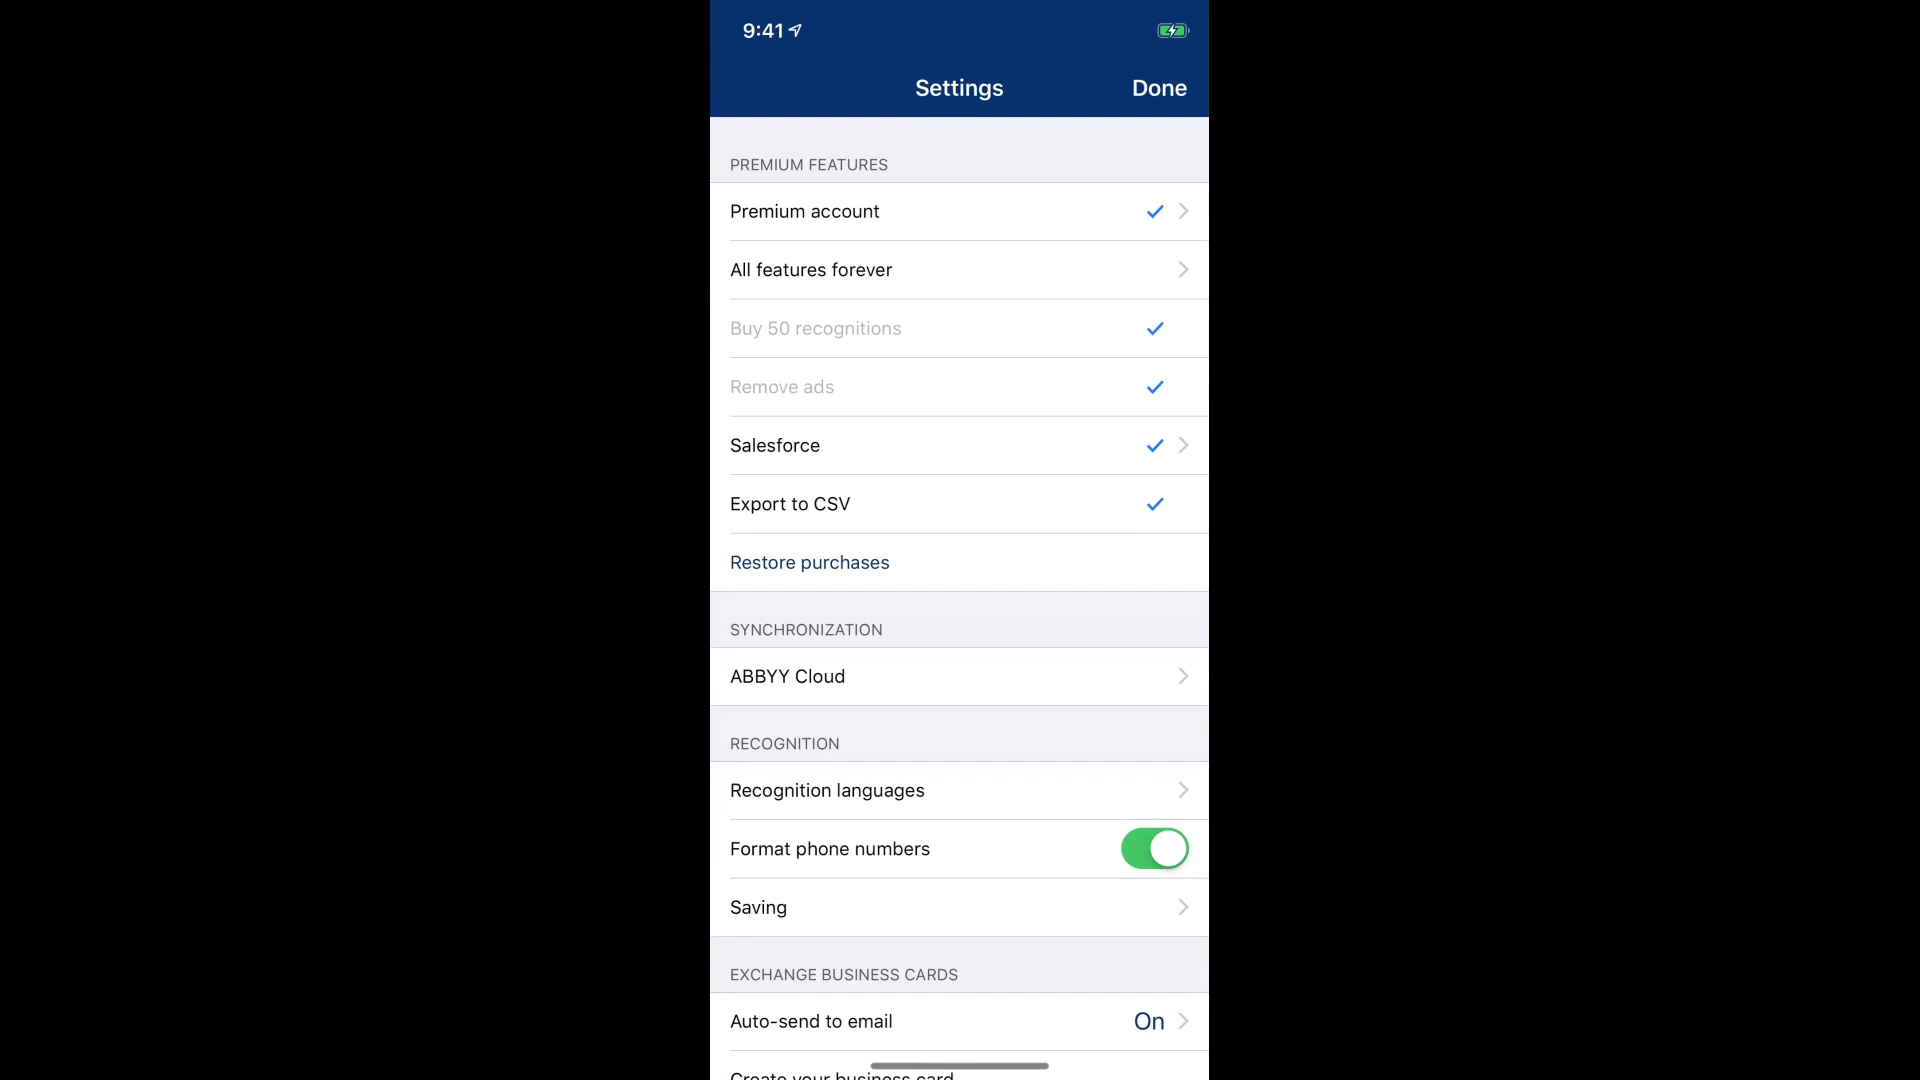 9:41
Settings
Done
PREMIUM FEATURES
Premium account
All features forever
Buy 50 recognitions
Remove ads
Salesforce
Export to CSV
Restore purchases
SYNCHRONIZATION
ABBYY Cloud
RECOGNITION
Recognition languages
Format phone numbers
Saving
EXCHANGE BUSINESS CARDS
Auto-send to email
On
Create your business card